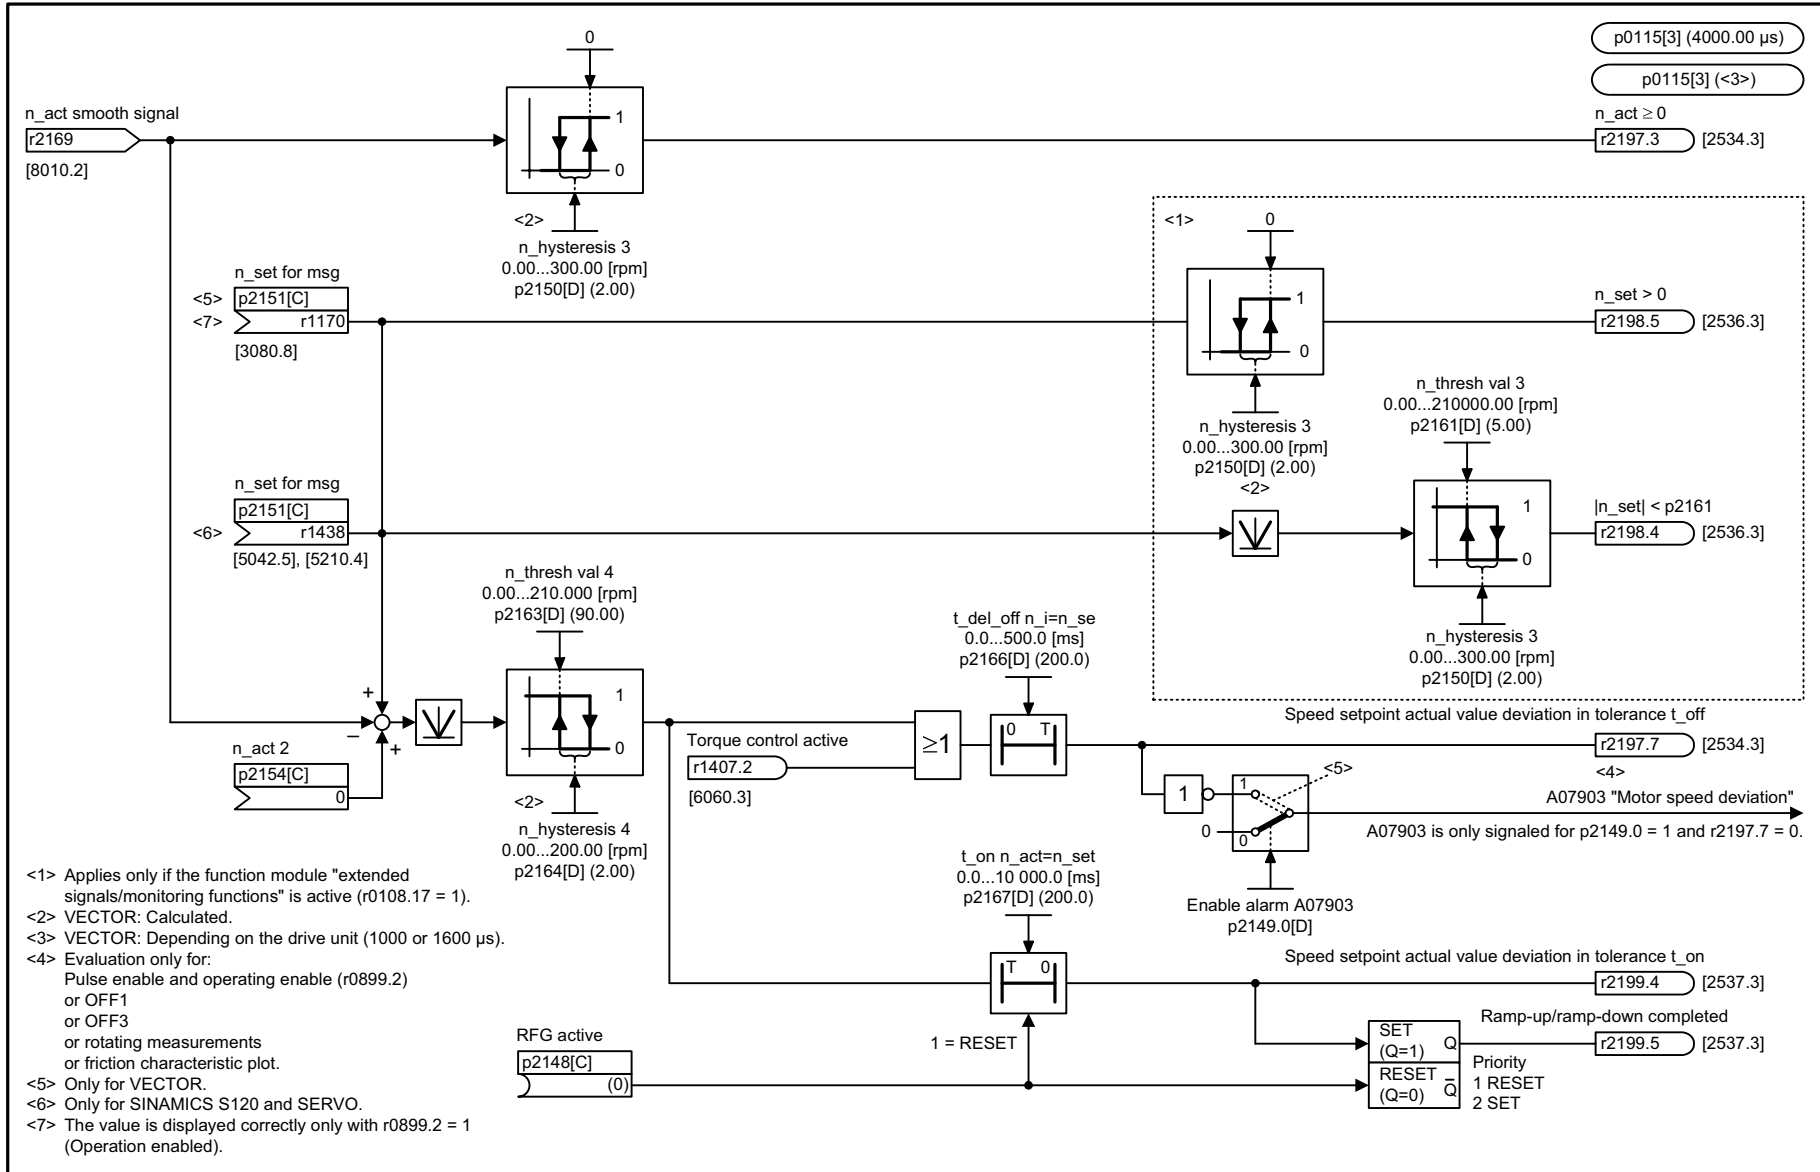 p0115[3] (4000.00 µs)
p0115[3] (<3>)
0
n_act smooth signal
r2169
[8010.2]
1
0
n_act ≥ 0
r2197.3 [2534.3]
<2>
n_hysteresis 3
0.00...300.00 [rpm]
p2150[D] (2.00)
<1>
0
n_set for msg
<5> p2151[C]
<7> r1170
[3080.8]
1
0
n_set > 0
r2198.5 [2536.3]
n_hysteresis 3
0.00...300.00 [rpm]
p2150[D] (2.00)
<2>
n_thresh val 3
0.00...210000.00 [rpm]
p2161[D] (5.00)
n_set for msg
p2151[C]
<6> r1438
[5042.5], [5210.4]
1
0
|n_set| < p2161
r2198.4 [2536.3]
n_hysteresis 3
0.00...300.00 [rpm]
p2150[D] (2.00)
n_thresh val 4
0.00...210.000 [rpm]
p2163[D] (90.00)
t_del_off n_i=n_se
0.0...500.0 [ms]
p2166[D] (200.0)
+
–
+
1
0
n_act 2
p2154[C]
0
<2>
n_hysteresis 4
0.00...200.00 [rpm]
p2164[D] (2.00)
Torque control active
r1407.2
[6060.3]
≥1
0 T
Speed setpoint actual value deviation in tolerance t_off
r2197.7 [2534.3]
<4>
<5>
1
1
0
0
A07903 "Motor speed deviation"
A07903 is only signaled for p2149.0 = 1 and r2197.7 = 0.
Enable alarm A07903
p2149.0[D]
t_on n_act=n_set
0.0...10 000.0 [ms]
p2167[D] (200.0)
T 0
1 = RESET
Speed setpoint actual value deviation in tolerance t_on
r2199.4 [2537.3]
RFG active
p2148[C]
(0)
SET
(Q=1) Q
RESET
(Q=0) Q̅
Ramp-up/ramp-down completed
r2199.5 [2537.3]
Priority
1 RESET
2 SET
<1> Applies only if the function module "extended
signals/monitoring functions" is active (r0108.17 = 1).
<2> VECTOR: Calculated.
<3> VECTOR: Depending on the drive unit (1000 or 1600 µs).
<4> Evaluation only for:
Pulse enable and operating enable (r0899.2)
or OFF1
or OFF3
or rotating measurements
or friction characteristic plot.
<5> Only for VECTOR.
<6> Only for SINAMICS S120 and SERVO.
<7> The value is displayed correctly only with r0899.2 = 1
(Operation enabled).